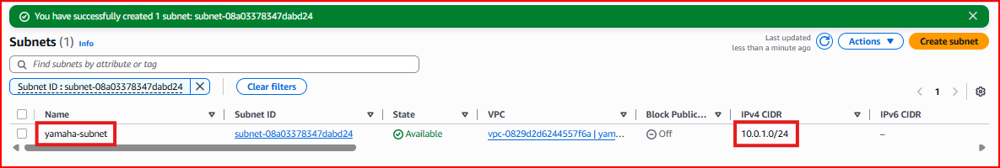 You have successfully created 1 subnet: subnet-08a03378347dabd24
Subnets (1) Info
Last updated
less than a minute ago
Actions
Create subnet
Find subnets by attribute or tag
Subnet ID : subnet-08a03378347dabd24
Clear filters
1
Name Subnet ID State VPC Block Public... IPv4 CIDR IPv6 CIDR
yamaha-subnet subnet-08a03378347dabd24 Available vpc-0829d2d6244557f6a | yam... Off 10.0.1.0/24 –